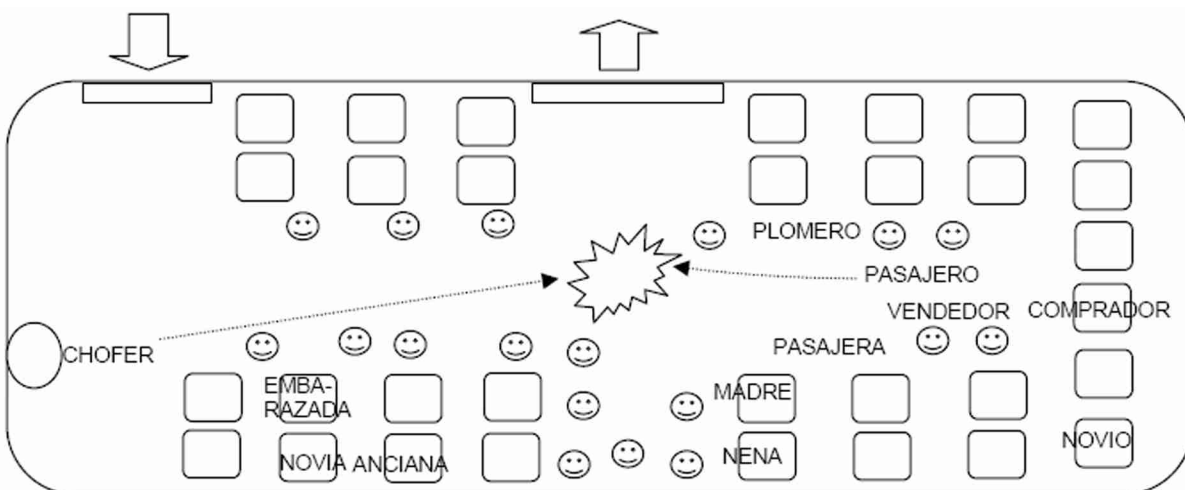 PLOMERO
PASAJERO
VENDEDOR COMPRADOR
CHOFER
PASAJERA
EMBA-
RAZADA
MADRE
NOVIO
NOVIA ANCIANA
NENA